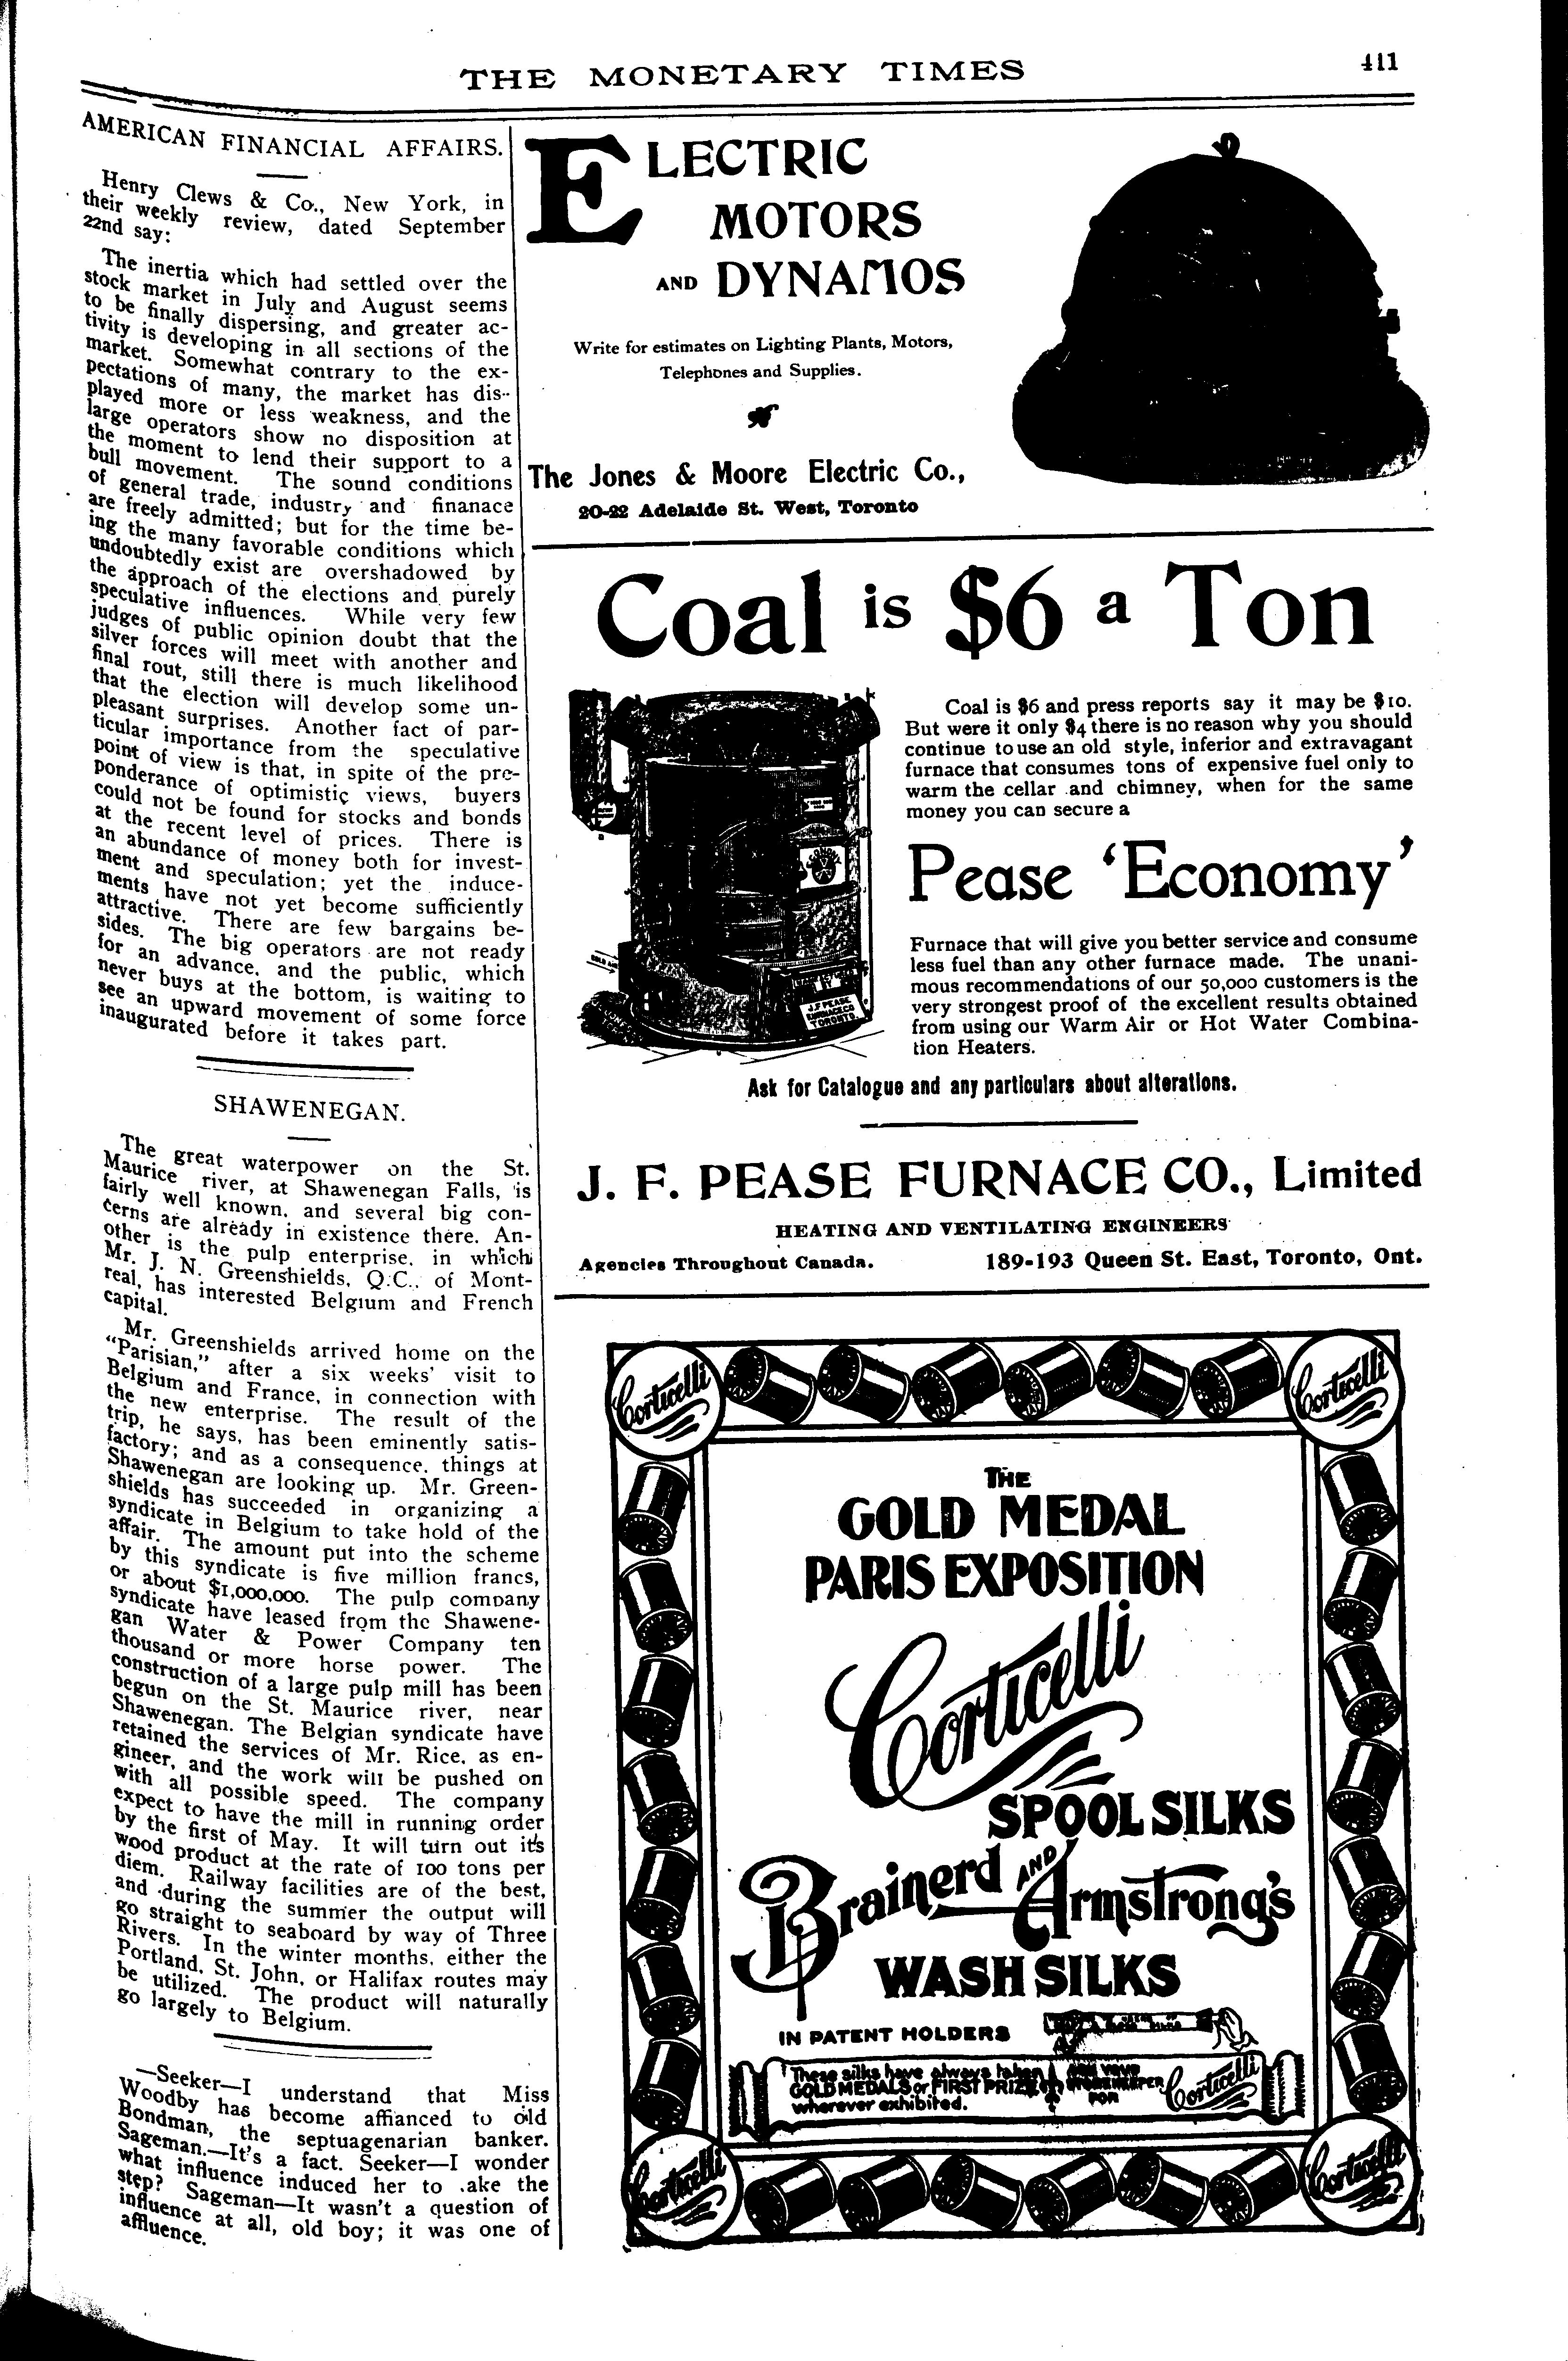 THE MONETARY TIMES
411
AMERICAN FINANCIAL AFFAIRS.
Henry Clews & Co., New York, in
their weekly review, dated September
22nd say:
The inertia which had settled over the
stock market in July and August seems
to be finally dispersing, and greater ac-
tivity is developing in all sections of the
market. Somewhat contrary to the ex-
pectations of many, the market has dis-
played more or less weakness, and the
large operators show no disposition at
the moment to lend their support to a
bull movement. The sound conditions
of general trade, industry and finanace
are freely admitted; but for the time be-
ing the many favorable conditions which
undoubtedly exist are overshadowed by
the approach of the elections and purely
speculative influences. While very few
judges of public opinion doubt that the
silver forces will meet with another and
final rout, still there is much likelihood
that the election will develop some un-
pleasant surprises. Another fact of par-
ticular importance from the speculative
point of view is that, in spite of the pre-
ponderance of optimistic views, buyers
could not be found for stocks and bonds
at the recent level of prices. There is
an abundance of money both for invest-
ment and speculation; yet the induce-
ments have not yet become sufficiently
attractive. There are few bargains be-
sides. The big operators are not ready
for an advance, and the public, which
never buys at the bottom, is waiting to
see an upward movement of some force
inaugurated before it takes part.
SHAWENEGAN.
The great waterpower on the St.
Maurice river, at Shawenegan Falls, is
fairly well known, and several big con-
cerns are already in existence there. An-
other is the pulp enterprise, in which
Mr. J. N. Greenshields, Q.C., of Mont-
real, has interested Belgium and French
capital.
Mr. Greenshields arrived home on the
"Parisian," after a six weeks' visit to
Belgium and France, in connection with
the new enterprise. The result of the
trip, he says, has been eminently satis-
factory; and as a consequence, things at
Shawenegan are looking up. Mr. Green-
shields has succeeded in organizing a
syndicate in Belgium to take hold of the
affair. The amount put into the scheme
by this syndicate is five million francs,
or about $1,000,000. The pulp company
syndicate have leased from the Shawene-
gan Water & Power Company ten
thousand or more horse power. The
construction of a large pulp mill has been
begun on the St. Maurice river, near
Shawenegan. The Belgian syndicate have
retained the services of Mr. Rice, as en-
gineer, and the work will be pushed on
with all possible speed. The company
expect to have the mill in running order
by the first of May. It will turn out its
wood product at the rate of 100 tons per
diem. Railway facilities are of the best,
and during the summer the output will
go straight to seaboard by way of Three
Rivers. In the winter months, either the
Portland, St. John, or Halifax routes may
be utilized. The product will naturally
go largely to Belgium.
—Seeker—I understand that Miss
Woodby has become affianced to old
Bondman, the septuagenarian banker.
Sageman.—It's a fact. Seeker—I wonder
what influence induced her to .ake the
step? Sageman—It wasn't a question of
influence at all, old boy; it was one of
affluence.
ELECTRIC
MOTORS
AND DYNAMOS
Write for estimates on Lighting Plants, Motors,
Telephones and Supplies.
The Jones & Moore Electric Co.,
20-22 Adelaide St. West, Toronto
Coal is $6 a Ton
Coal is $6 and press reports say it may be $10.
But were it only $4 there is no reason why you should
continue to use an old style, inferior and extravagant
furnace that consumes tons of expensive fuel only to
warm the cellar and chimney, when for the same
money you can secure a
Pease 'Economy'
Furnace that will give you better service and consume
less fuel than any other furnace made. The unani-
mous recommendations of our 50,000 customers is the
very strongest proof of the excellent results obtained
from using our Warm Air or Hot Water Combina-
tion Heaters.
ECONOMY
COLD AIR
J.F PEASE
FURNACE CO
TORONTO.
Ask for Catalogue and any particulars about alterations.
J. F. PEASE FURNACE CO., Limited
HEATING AND VENTILATING ENGINEERS
Agencies Throughout Canada.
189-193 Queen St. East, Toronto, Ont.
Corticelli
Corticelli
THE
GOLD MEDAL
PARIS EXPOSITION
Corticelli
SPOOL SILKS
Brainerd AND Armstrong's
WASH SILKS
IN PATENT HOLDERS
These silks have always taken
GOLD MEDALS or FIRST PRIZE
wherever exhibited.
ASK YOUR
STOREKEEPER
FOR
Corticelli
Corticelli
Corticelli